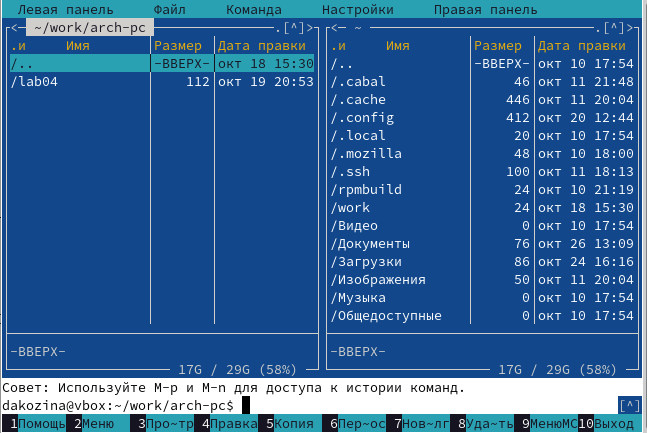 Левая панель Файл Команда Настройки Правая панель
<─ ~/work/arch-pc ─.[^]> <─ ~ ─.[^]>
.и Имя Размер Дата правки .и Имя Размер Дата правки
/.. -ВВЕРХ- окт 18 15:30 /.. -ВВЕРХ- окт 10 17:54
/lab04 112 окт 19 20:53 /.cabal 46 окт 11 21:48
/.cache 446 окт 11 20:04
/.config 412 окт 20 12:44
/.local 20 окт 10 17:54
/.mozilla 48 окт 10 18:00
/.ssh 100 окт 11 18:13
/rpmbuild 24 окт 10 21:19
/work 24 окт 18 15:30
/Видео 0 окт 10 17:54
/Документы 76 окт 26 13:09
/Загрузки 86 окт 24 16:16
/Изображения 50 окт 11 20:04
/Музыка 0 окт 10 17:54
/Общедоступные 0 окт 10 17:54
-ВВЕРХ- -ВВЕРХ-
17G / 29G (58%) 17G / 29G (58%)
Совет: Используйте M-p и M-n для доступа к истории команд.
dakozina@vbox:~/work/arch-pc$ [^]
1Помощь 2Меню 3Про~тр 4Правка 5Копия 6Пер~ос 7Нов~лг 8Уда~ть 9МенюМС 10Выход